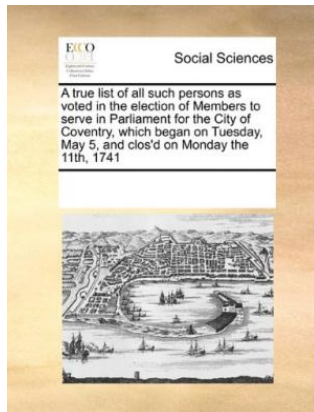 ECCO
Social Sciences
A true list of all such persons as
voted in the election of Members to
serve in Parliament for the City of
Coventry, which began on Tuesday,
May 5, and clos'd on Monday the
11th, 1741